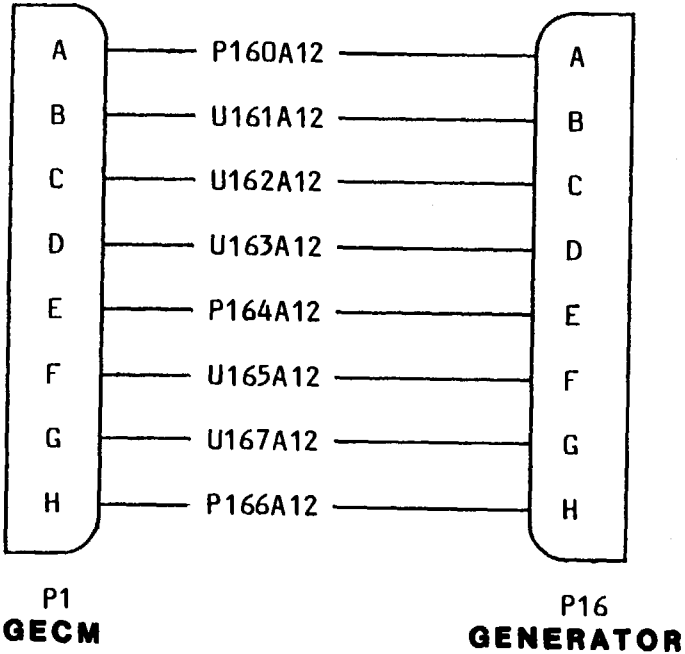 A P160A12 A
B U161A12 B
C U162A12 C
D U163A12 D
E P164A12 E
F U165A12 F
G U167A12 G
H P166A12 H
P1 P16
GECM GENERATOR